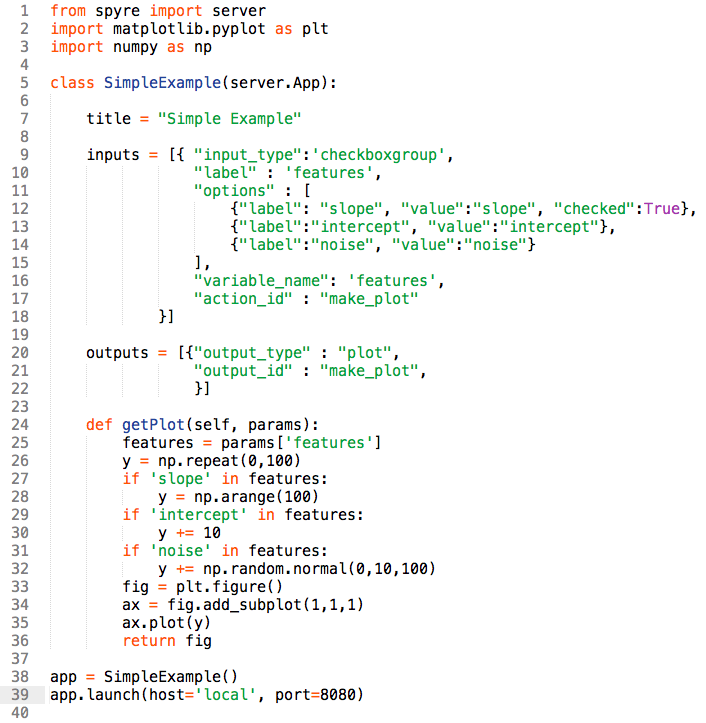 1 from spyre import server
2 import matplotlib.pyplot as plt
3 import numpy as np
4
5 class SimpleExample(server.App):
6
7     title = "Simple Example"
8
9     inputs = [{ "input_type":'checkboxgroup',
10                 "label" : 'features',
11                 "options" : [
12                     {"label": "slope", "value":"slope", "checked":True},
13                     {"label":"intercept", "value":"intercept"},
14                     {"label":"noise", "value":"noise"}
15                 ],
16                 "variable_name": 'features',
17                 "action_id" : "make_plot"
18             }]
19
20     outputs = [{"output_type" : "plot",
21                 "output_id" : "make_plot",
22                 }]
23
24     def getPlot(self, params):
25         features = params['features']
26         y = np.repeat(0,100)
27         if 'slope' in features:
28             y = np.arange(100)
29         if 'intercept' in features:
30             y += 10
31         if 'noise' in features:
32             y += np.random.normal(0,10,100)
33         fig = plt.figure()
34         ax = fig.add_subplot(1,1,1)
35         ax.plot(y)
36         return fig
37
38 app = SimpleExample()
39 app.launch(host='local', port=8080)
40